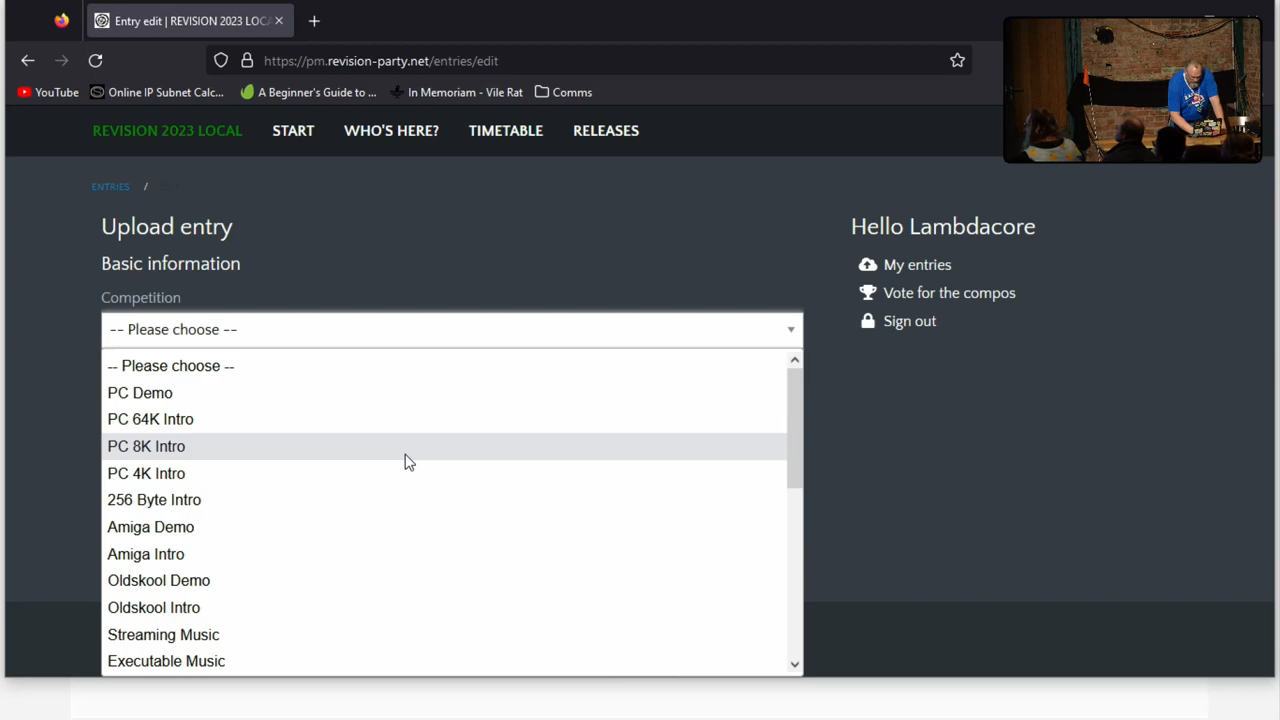 Entry edit | REVISION 2023 LOCA
https://pm.revision-party.net/entries/edit
YouTube
Online IP Subnet Calc...
A Beginner's Guide to ...
In Memoriam - Vile Rat
Comms
REVISION 2023 LOCAL
START
WHO'S HERE?
TIMETABLE
RELEASES
ENTRIES /
Upload entry
Basic information
Competition
-- Please choose --
-- Please choose --
PC Demo
PC 64K Intro
PC 8K Intro
PC 4K Intro
256 Byte Intro
Amiga Demo
Amiga Intro
Oldskool Demo
Oldskool Intro
Streaming Music
Executable Music
Hello Lambdacore
My entries
Vote for the compos
Sign out